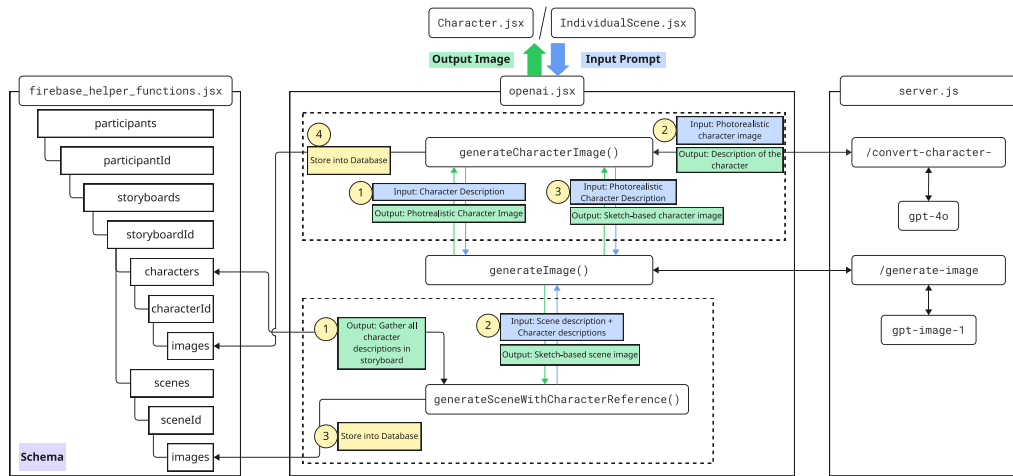 Character.jsx
/
IndividualScene.jsx
Output Image
Input Prompt
firebase_helper_functions.jsx
participants
participantId
storyboards
storyboardId
characters
characterId
images
scenes
sceneId
images
Schema
openai.jsx
4
Store into Database
generateCharacterImage()
2
Input: Photorealistic
character image
Output: Description of the
character
1
Input: Character Description
Output: Photrealistic Character Image
3
Input: Photorealistic
Character Description
Output: Sketch-based character image
generateImage()
1
Output: Gather all
character
descriptions in
storyboard
2
Input: Scene description +
Character descriptions
Output: Sketch-based scene image
generateSceneWithCharacterReference()
3
Store into Database
server.js
/convert-character-
gpt-4o
/generate-image
gpt-image-1